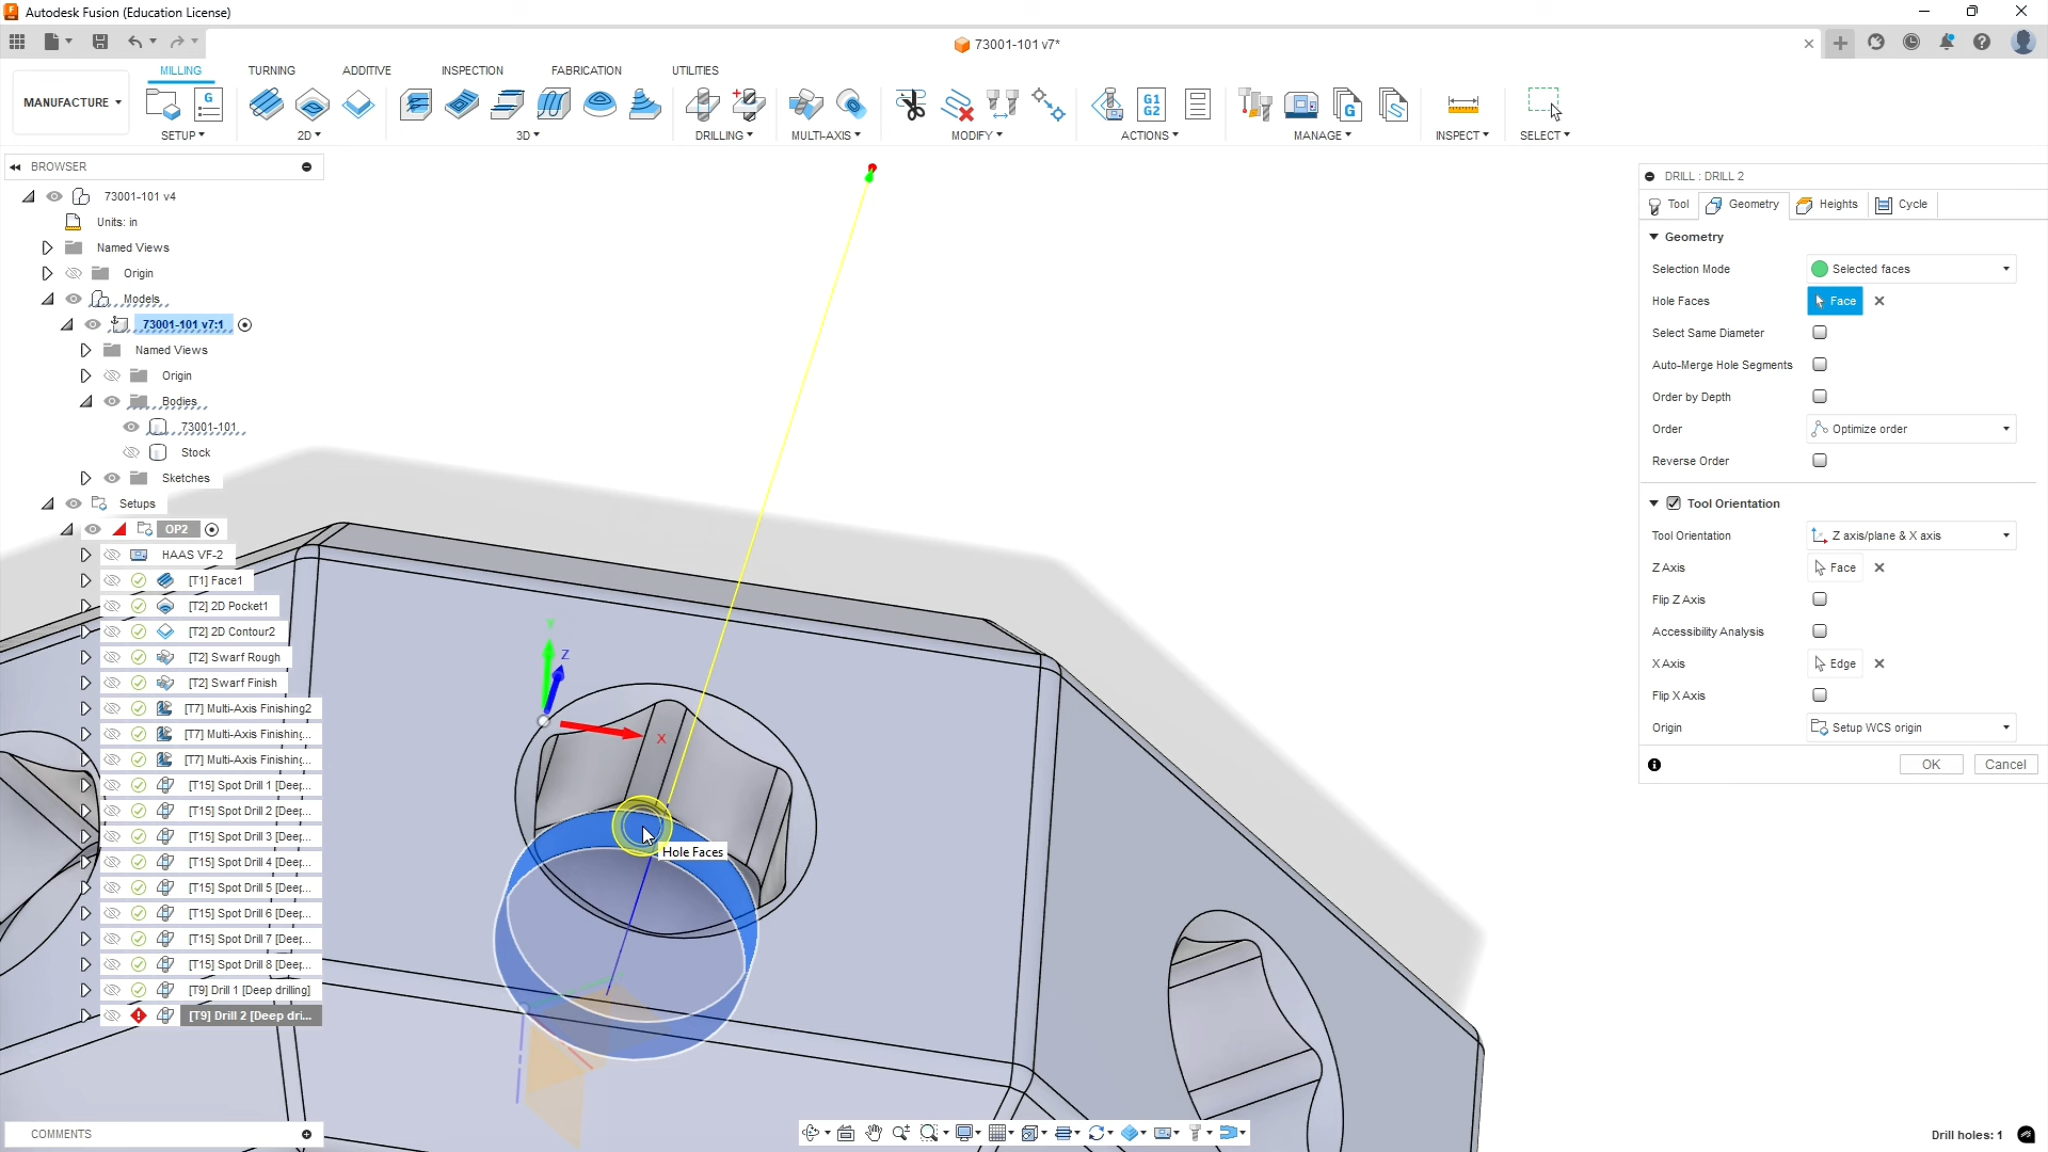 Autodesk Fusion (Education License)
73001-101 v7*
MANUFACTURE
MILLING
TURNING
ADDITIVE
INSPECTION
FABRICATION
UTILITIES
SETUP
2D
3D
DRILLING
MULTI-AXIS
MODIFY
ACTIONS
MANAGE
INSPECT
SELECT
G
G1
G2
BROWSER
73001-101 v4
Units: in
Named Views
Origin
Models
73001-101 v7:1
Named Views
Origin
Bodies
73001-101
Stock
Sketches
Setups
OP2
HAAS VF-2
[T1] Face1
[T2] 2D Pocket1
[T2] 2D Contour2
[T2] Swarf Rough
[T2] Swarf Finish
[T7] Multi-Axis Finishing2
[T7] Multi-Axis Finishing...
[T7] Multi-Axis Finishing...
[T15] Spot Drill 1 [Deep...
[T15] Spot Drill 2 [Deep...
[T15] Spot Drill 3 [Deep...
[T15] Spot Drill 4 [Deep...
[T15] Spot Drill 5 [Deep...
[T15] Spot Drill 6 [Deep...
[T15] Spot Drill 7 [Deep...
[T15] Spot Drill 8 [Deep...
[T9] Drill 1 [Deep drilling]
[T9] Drill 2 [Deep dri...
COMMENTS
Y
Z
X
Hole Faces
DRILL : DRILL 2
Tool
Geometry
Heights
Cycle
Geometry
Selection Mode
Selected faces
Hole Faces
Face
Select Same Diameter
Auto-Merge Hole Segments
Order by Depth
Order
Optimize order
Reverse Order
Tool Orientation
Tool Orientation
Z axis/plane & X axis
Z Axis
Face
Flip Z Axis
Accessibility Analysis
X Axis
Edge
Flip X Axis
Origin
Setup WCS origin
OK
Cancel
Drill holes: 1